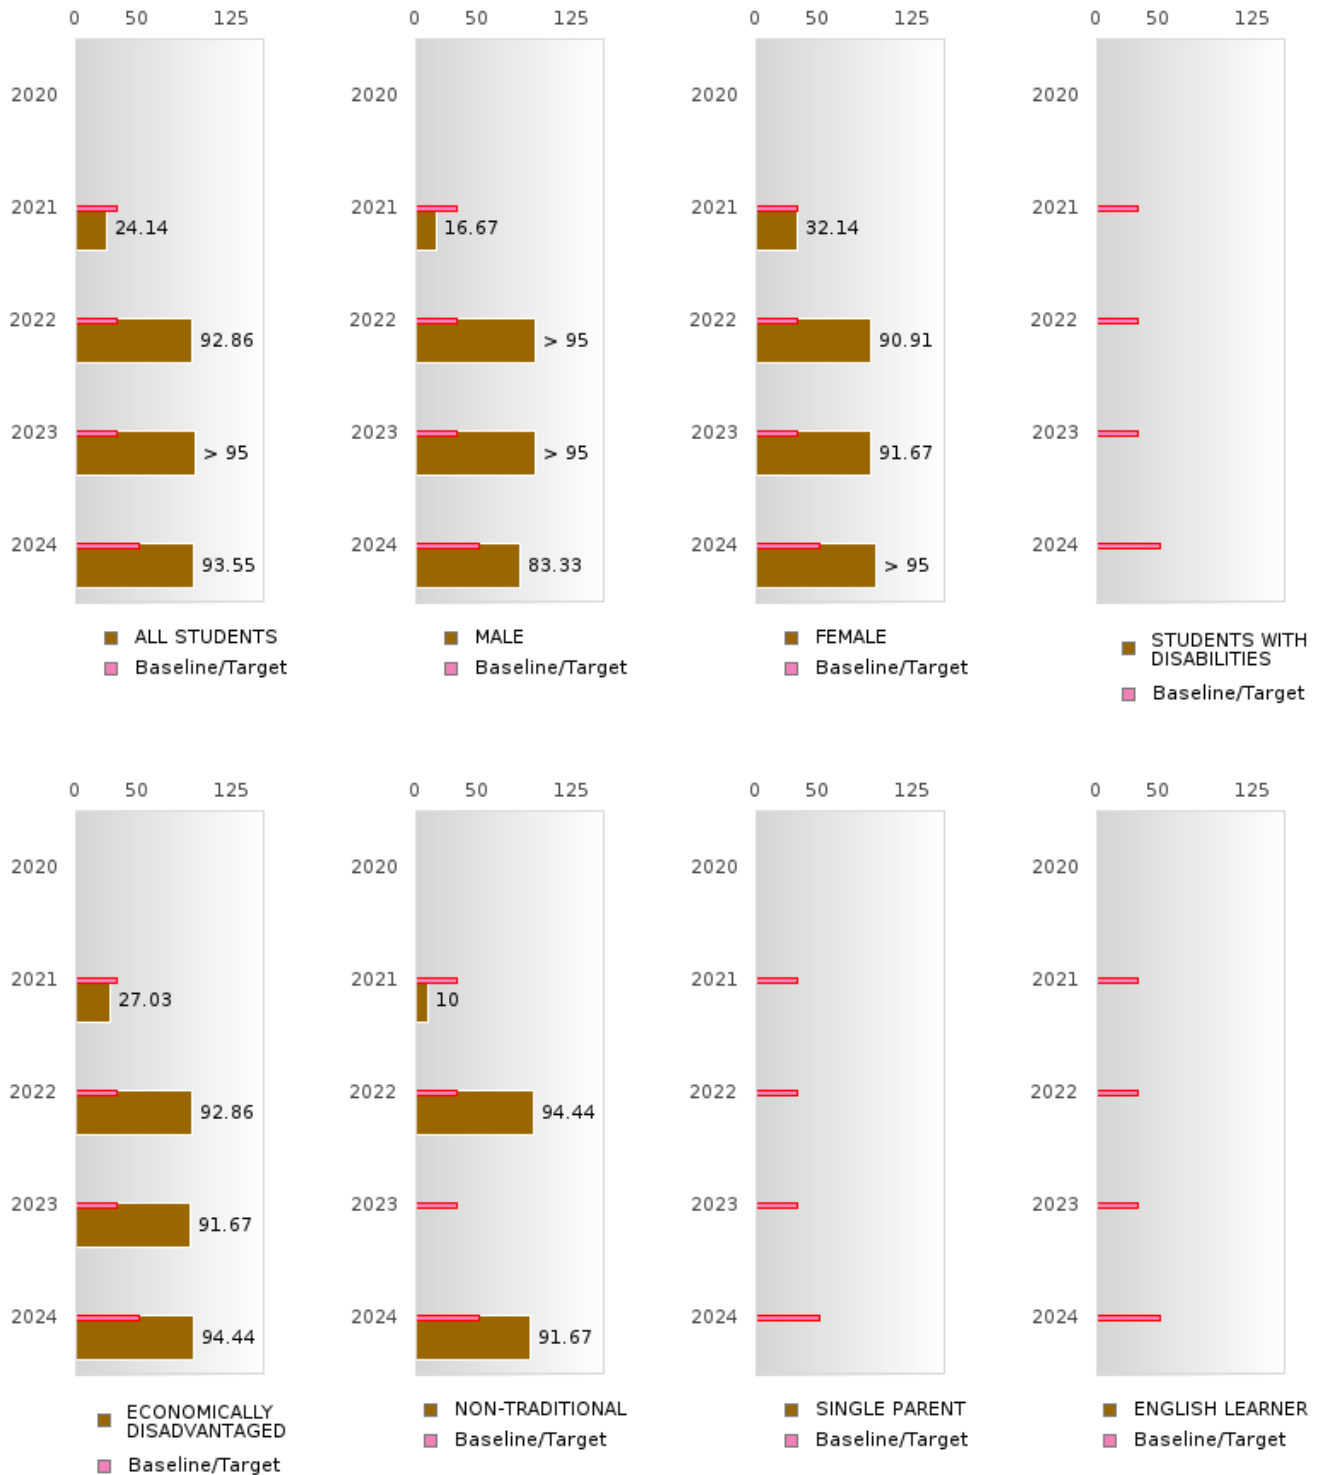 0 50 125
2020
2021 24.14
2022 92.86
2023 > 95
2024 93.55
ALL STUDENTS
Baseline/Target
0 50 125
2020
2021 16.67
2022 > 95
2023 > 95
2024 83.33
MALE
Baseline/Target
0 50 125
2020
2021 32.14
2022 90.91
2023 91.67
2024 > 95
FEMALE
Baseline/Target
0 50 125
2020
2021
2022
2023
2024
STUDENTS WITH
DISABILITIES
Baseline/Target
0 50 125
2020
2021 27.03
2022 92.86
2023 91.67
2024 94.44
ECONOMICALLY
DISADVANTAGED
Baseline/Target
0 50 125
2020
2021 10
2022 94.44
2023
2024 91.67
NON-TRADITIONAL
Baseline/Target
0 50 125
2020
2021
2022
2023
2024
SINGLE PARENT
Baseline/Target
0 50 125
2020
2021
2022
2023
2024
ENGLISH LEARNER
Baseline/Target